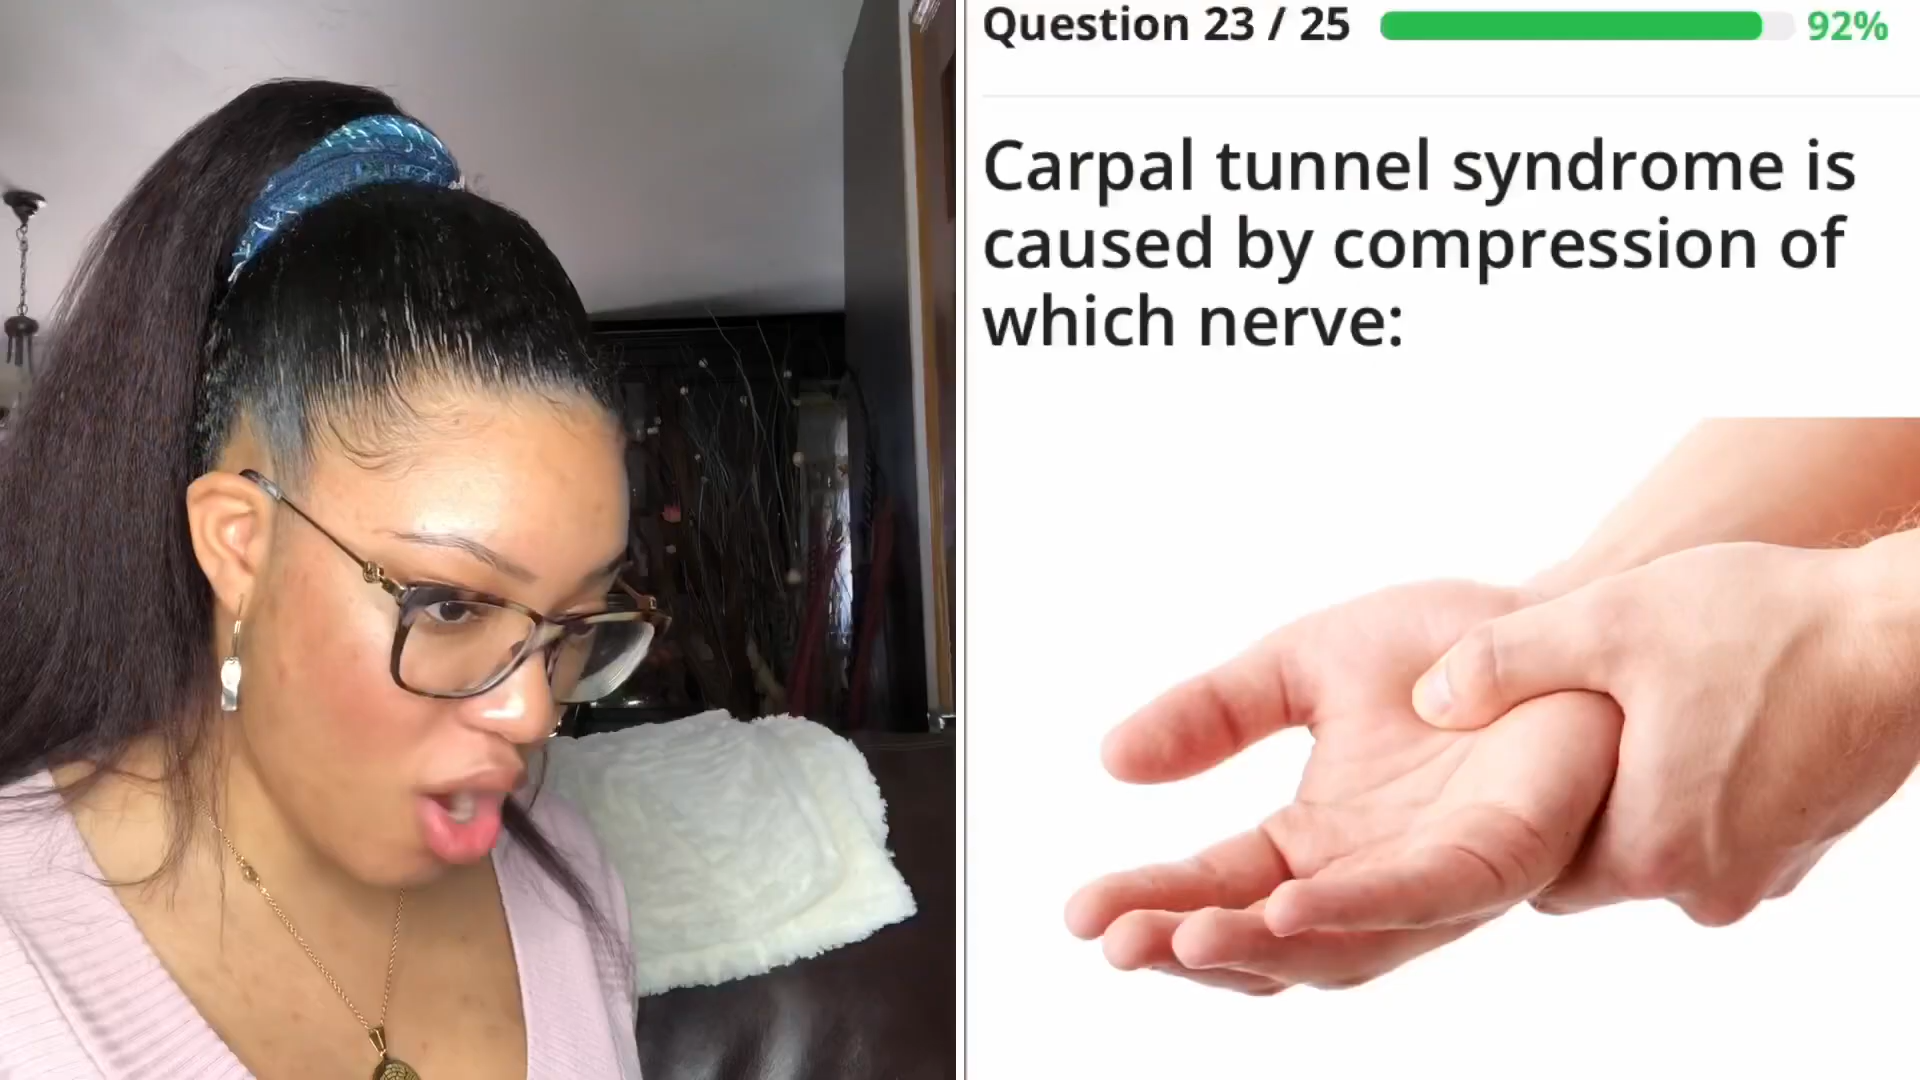 Question 23 / 25 92%
Carpal tunnel syndrome is
caused by compression of
which nerve: